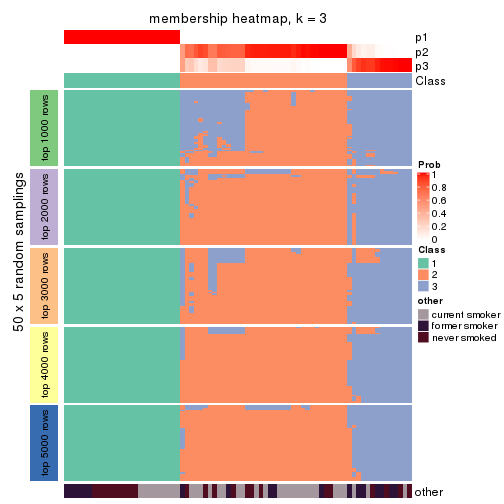 membership heatmap, k = 3
p1
p2
p3
Class
50 x 5 random samplings
top 1000 rows
top 2000 rows
top 3000 rows
top 4000 rows
top 5000 rows
Prob
1
0.8
0.6
0.4
0.2
0
Class
1
2
3
other
current smoker
former smoker
never smoked
other